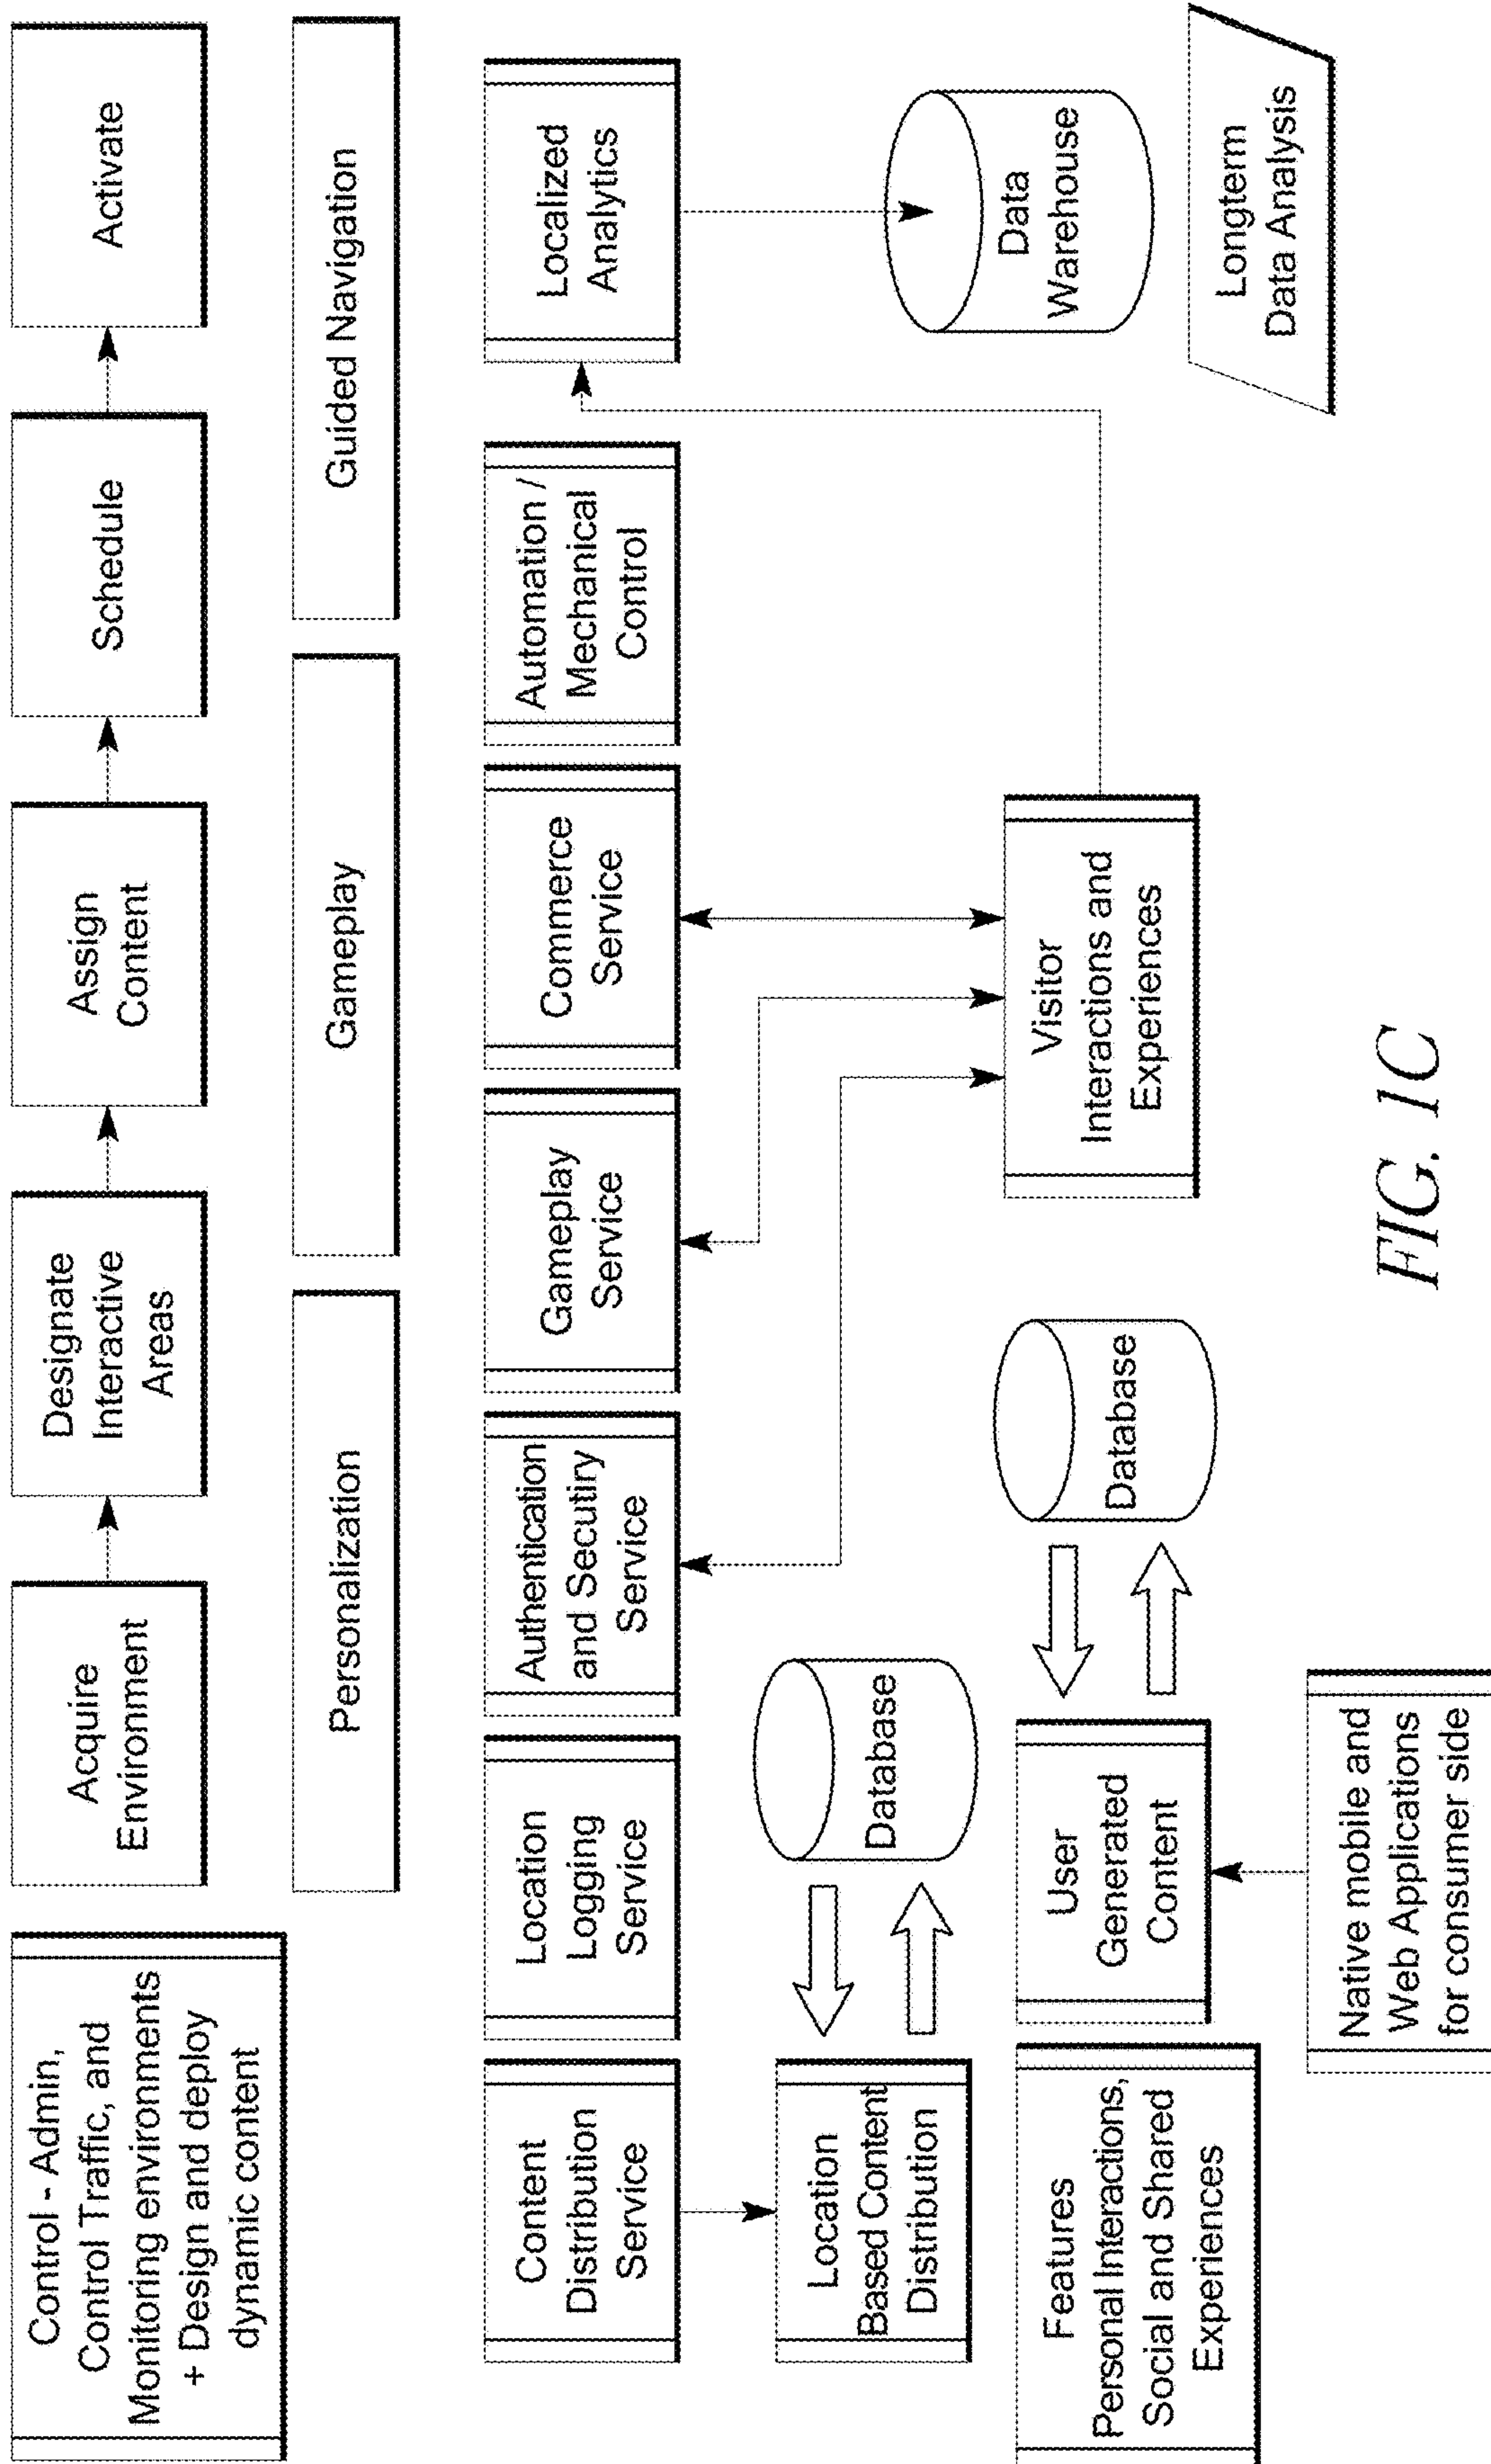 Control - Admin,
Control Traffic, and
Monitoring environments
+ Design and deploy
dynamic content
Acquire
Environment
Designate
Interactive
Areas
Assign
Content
Schedule
Activate
Personalization
Gameplay
Guided Navigation
Content
Distribution
Service
Location
Logging
Service
Authentication
and Secutiry
Service
Gameplay
Service
Commerce
Service
Automation /
Mechanical
Control
Localized
Analytics
Location
Based Content
Distribution
Database
Data
Warehouse
Features
Personal Interactions,
Social and Shared
Experiences
User
Generated
Content
Database
Visitor
Interactions and
Experiences
Longterm
Data Analysis
Native mobile and
Web Applications
for consumer side
FIG. 1C